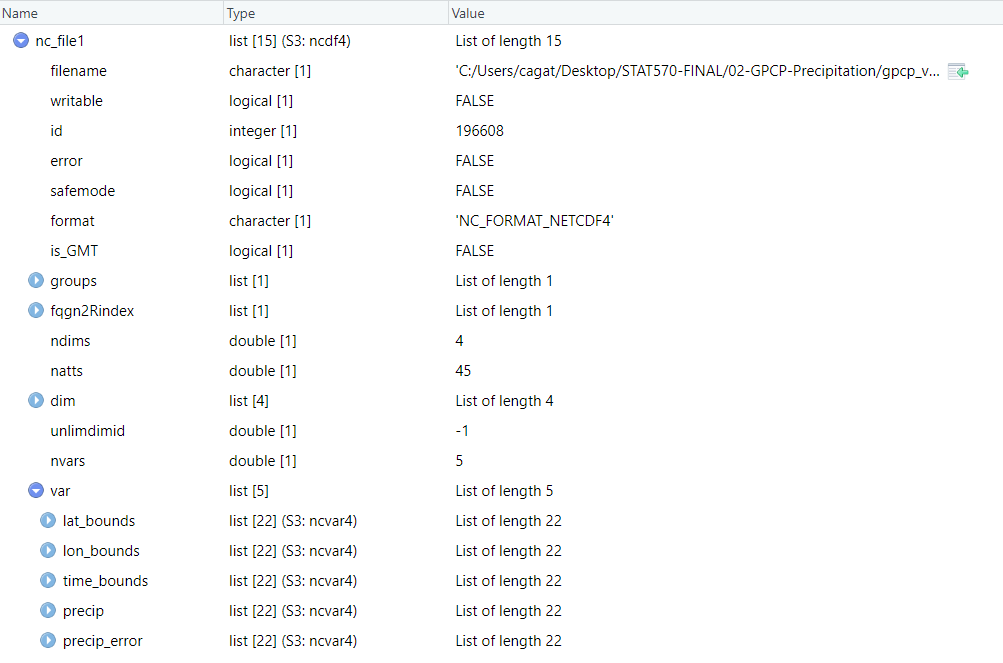 Name Type Value
nc_file1 list [15] (S3: ncdf4) List of length 15
filename character [1] 'C:/Users/cagat/Desktop/STAT570-FINAL/02-GPCP-Precipitation/gpcp_v...
writable logical [1] FALSE
id integer [1] 196608
error logical [1] FALSE
safemode logical [1] FALSE
format character [1] 'NC_FORMAT_NETCDF4'
is_GMT logical [1] FALSE
groups list [1] List of length 1
fqgn2Rindex list [1] List of length 1
ndims double [1] 4
natts double [1] 45
dim list [4] List of length 4
unlimdimid double [1] -1
nvars double [1] 5
var list [5] List of length 5
lat_bounds list [22] (S3: ncvar4) List of length 22
lon_bounds list [22] (S3: ncvar4) List of length 22
time_bounds list [22] (S3: ncvar4) List of length 22
precip list [22] (S3: ncvar4) List of length 22
precip_error list [22] (S3: ncvar4) List of length 22